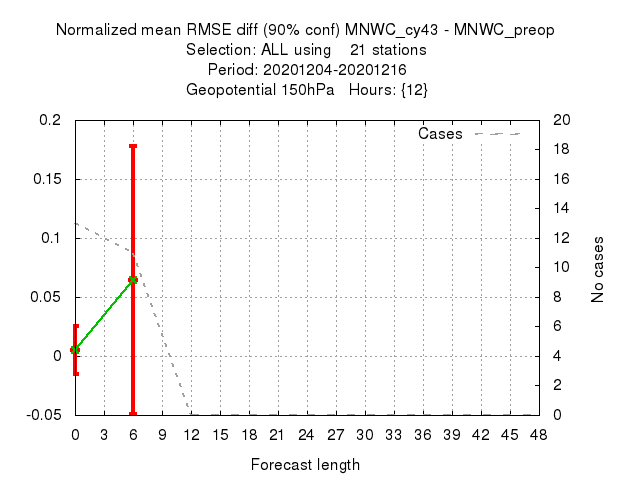 Normalized mean RMSE diff (90% conf) MNWC_cy43 - MNWC_preop
Selection: ALL using    21 stations
Period: 20201204-20201216
Geopotential 150hPa   Hours: {12}
Cases
0.2
0.15
0.1
0.05
0
-0.05
20
18
16
14
12
10
8
6
4
2
0
No cases
0 3 6 9 12 15 18 21 24 27 30 33 36 39 42 45 48
Forecast length